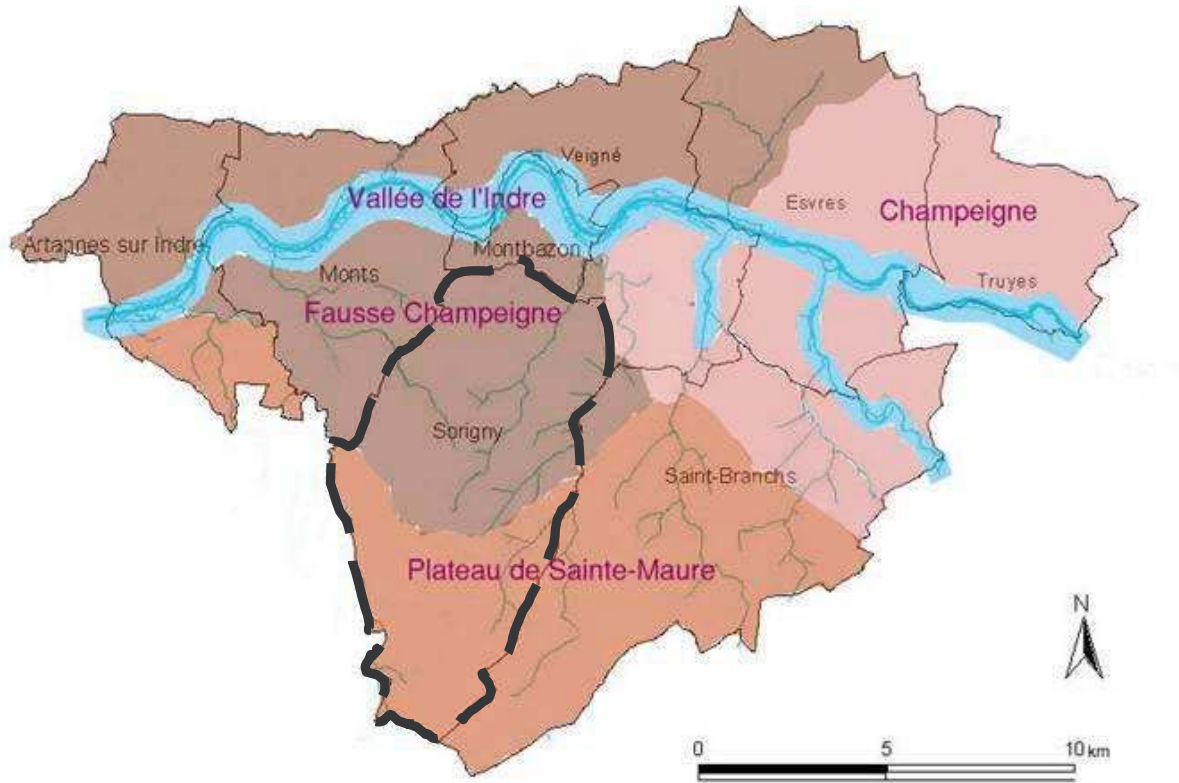 Veigné
Vallée de l'Indre
Esvres
Champeigne
Artannes sur Indre
Montbazon
Monts
Truyes
Fausse Champeigne
Sorigny
Saint-Branchs
Plateau de Sainte-Maure
N
0 5 10 km